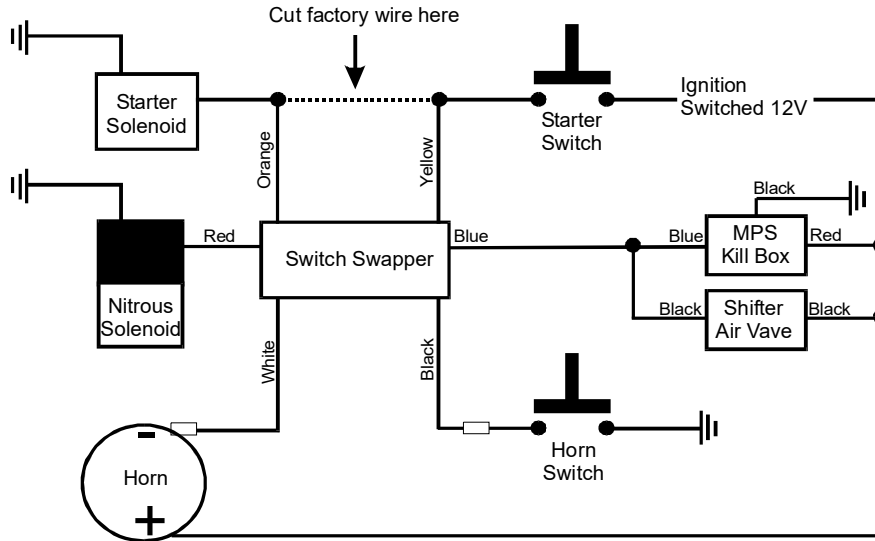 Cut factory wire here
Starter
Solenoid
Orange
Yellow
Starter
Switch
Ignition
Switched 12V
Nitrous
Solenoid
Red
Switch Swapper
Blue
Blue
Black
MPS
Kill Box
Red
Black
Shifter
Air Vave
Black
White
Black
Horn
Switch
-
Horn
+